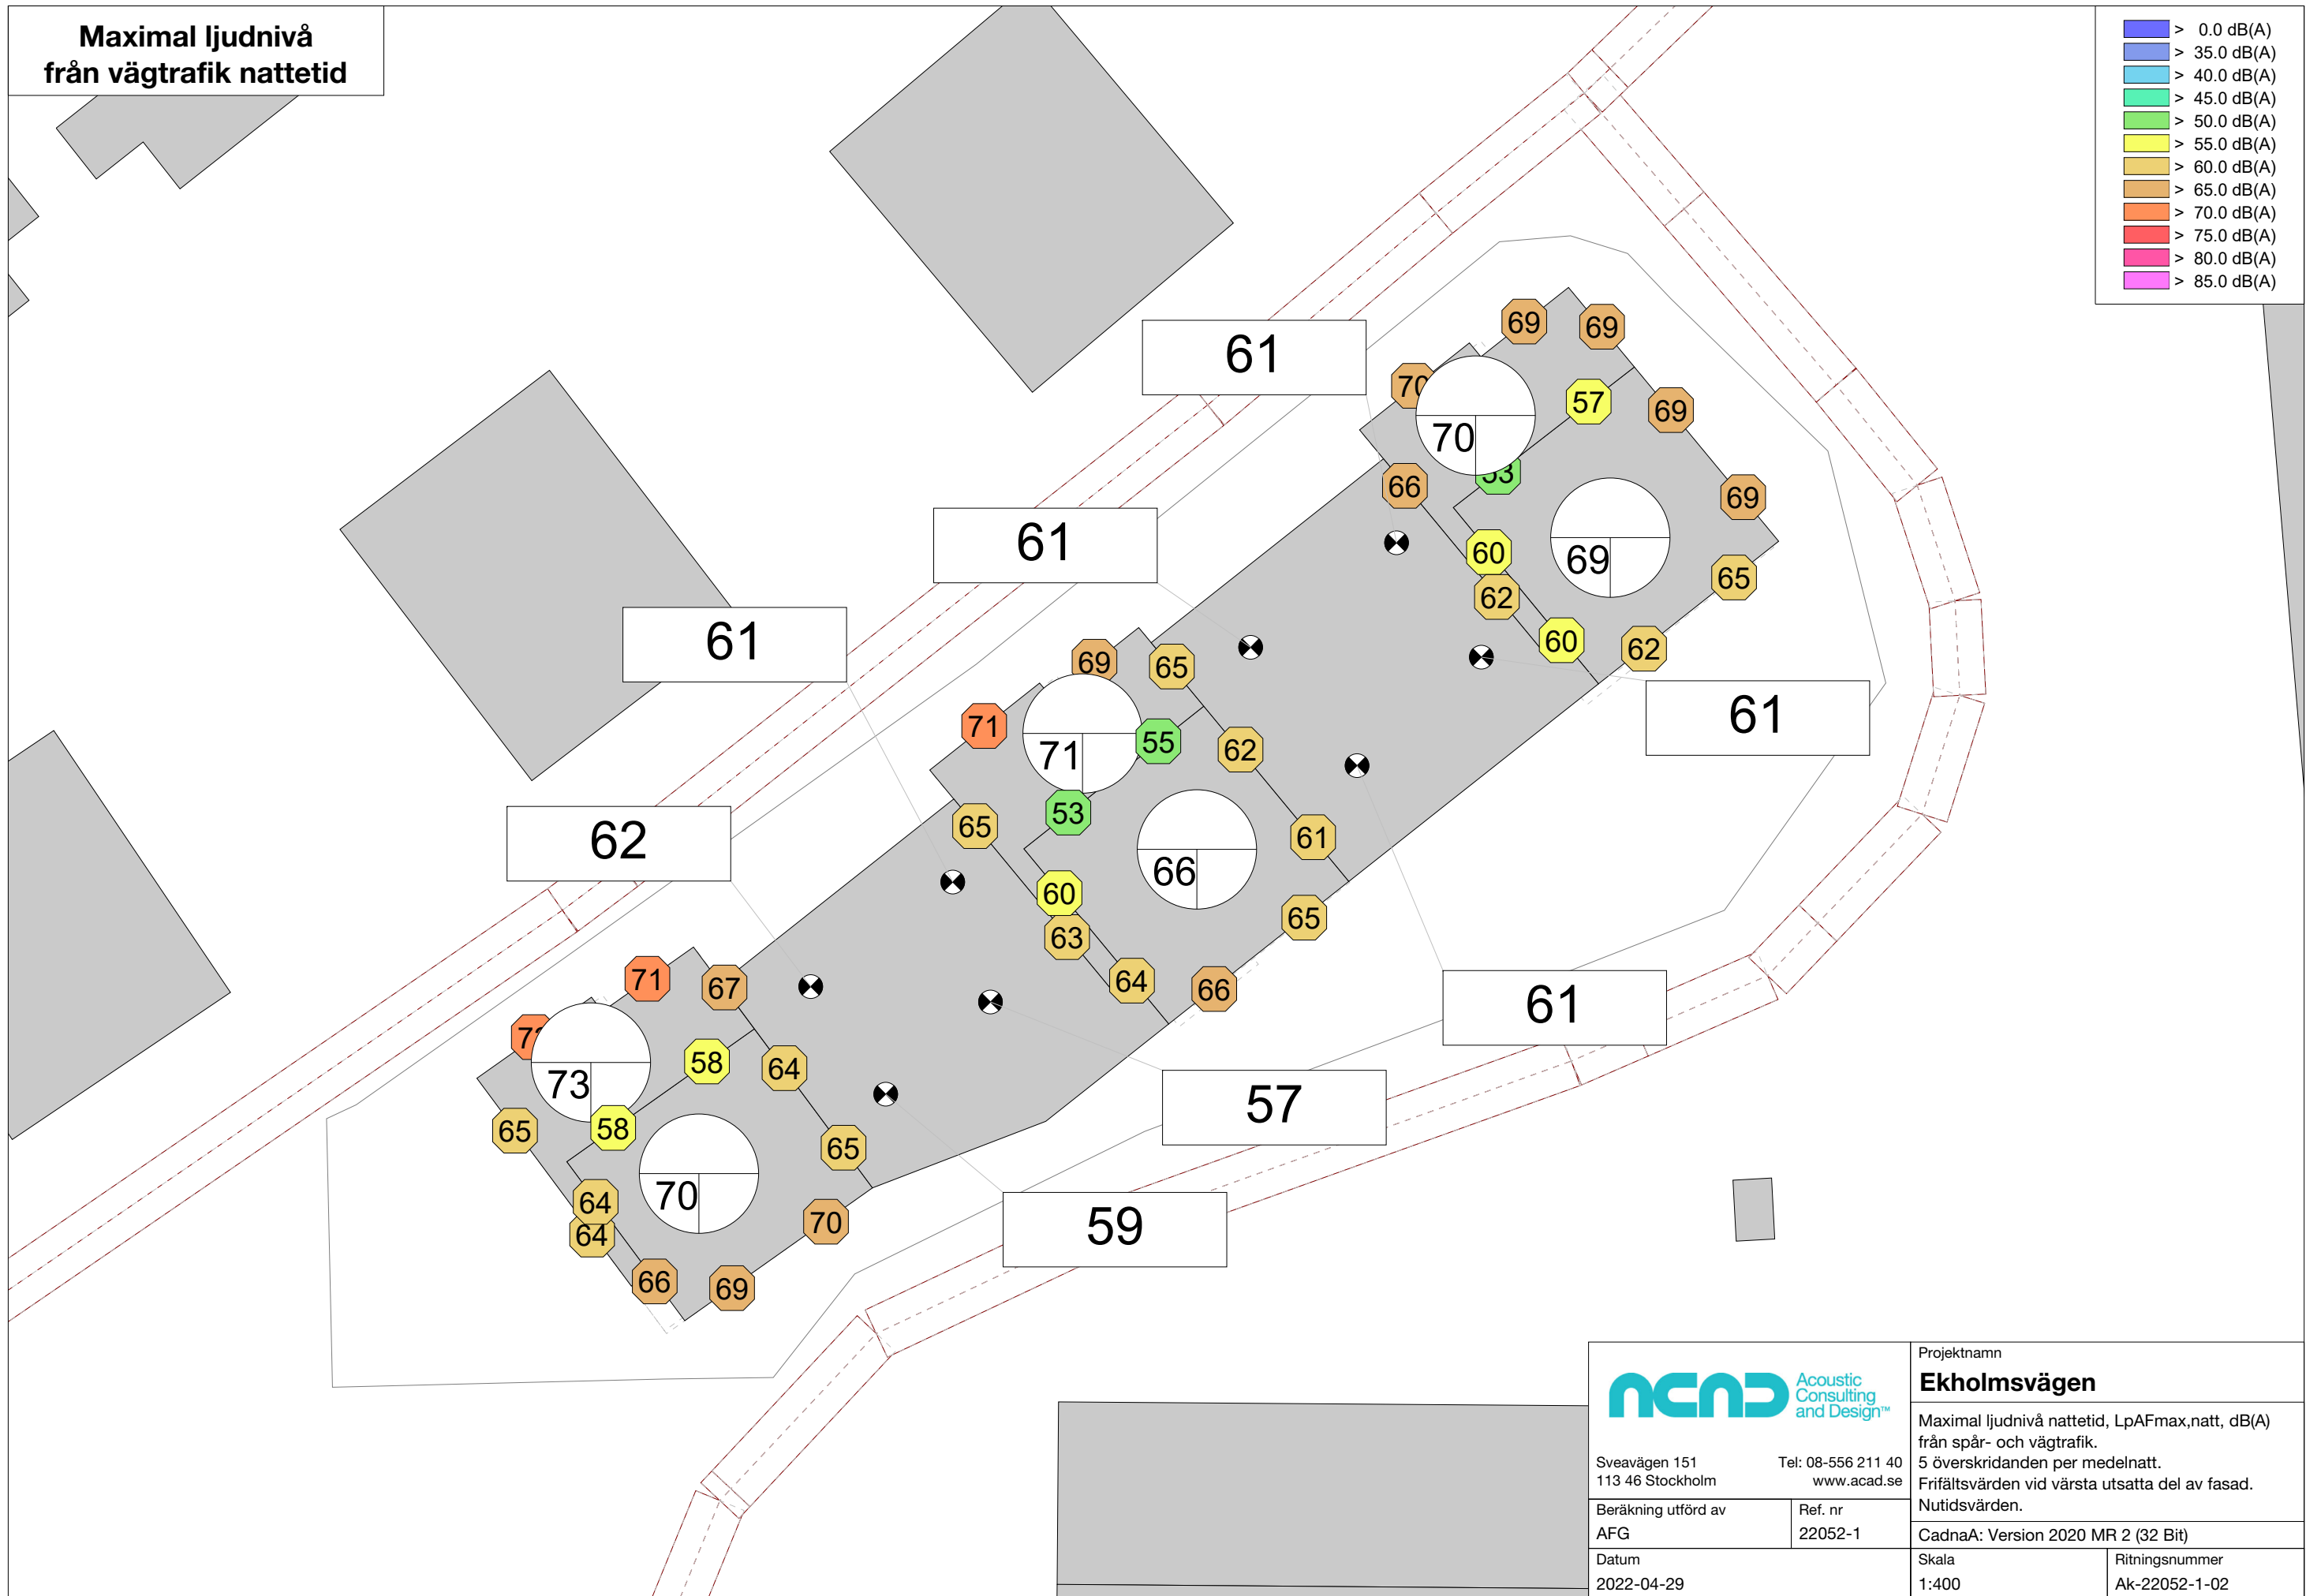 Maximal ljudnivå
från vägtrafik nattetid
> 0.0 dB(A)
> 35.0 dB(A)
> 40.0 dB(A)
> 45.0 dB(A)
> 50.0 dB(A)
> 55.0 dB(A)
> 60.0 dB(A)
> 65.0 dB(A)
> 70.0 dB(A)
> 75.0 dB(A)
> 80.0 dB(A)
> 85.0 dB(A)
69
69
61
70
57
69
70
66
53
69
61
60
69
62
65
61
60
62
69
65
61
71
55
62
71
53
65
61
62
66
60
65
63
64
66
61
71
67
58
64
73
57
58
65
65
70
64
64
70
59
66
69
acad Acoustic
Consulting
and Design™
Sveavägen 151 Tel: 08-556 211 40
113 46 Stockholm www.acad.se
Beräkning utförd av Ref. nr
AFG 22052-1
Datum
2022-04-29
Projektnamn
Ekholmsvägen
Maximal ljudnivå nattetid, LpAFmax,natt, dB(A)
från spår- och vägtrafik.
5 överskridanden per medelnatt.
Frifältsvärden vid värsta utsatta del av fasad.
Nutidsvärden.
CadnaA: Version 2020 MR 2 (32 Bit)
Skala Ritningsnummer
1:400 Ak-22052-1-02